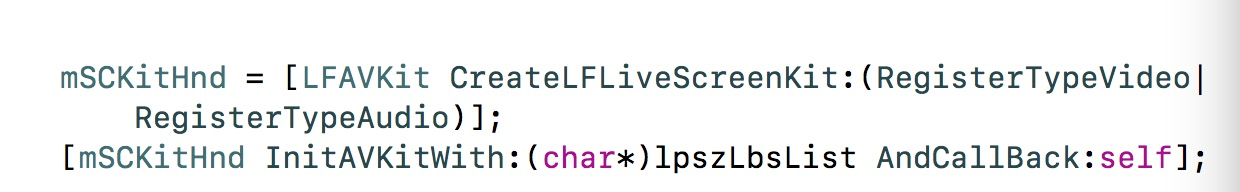 mSCKitHnd = [LFAVKit CreateLFLiveScreenKit:(RegisterTypeVideo|
RegisterTypeAudio)];
[mSCKitHnd InitAVKitWith:(char*)lpszLbsList AndCallBack:self];